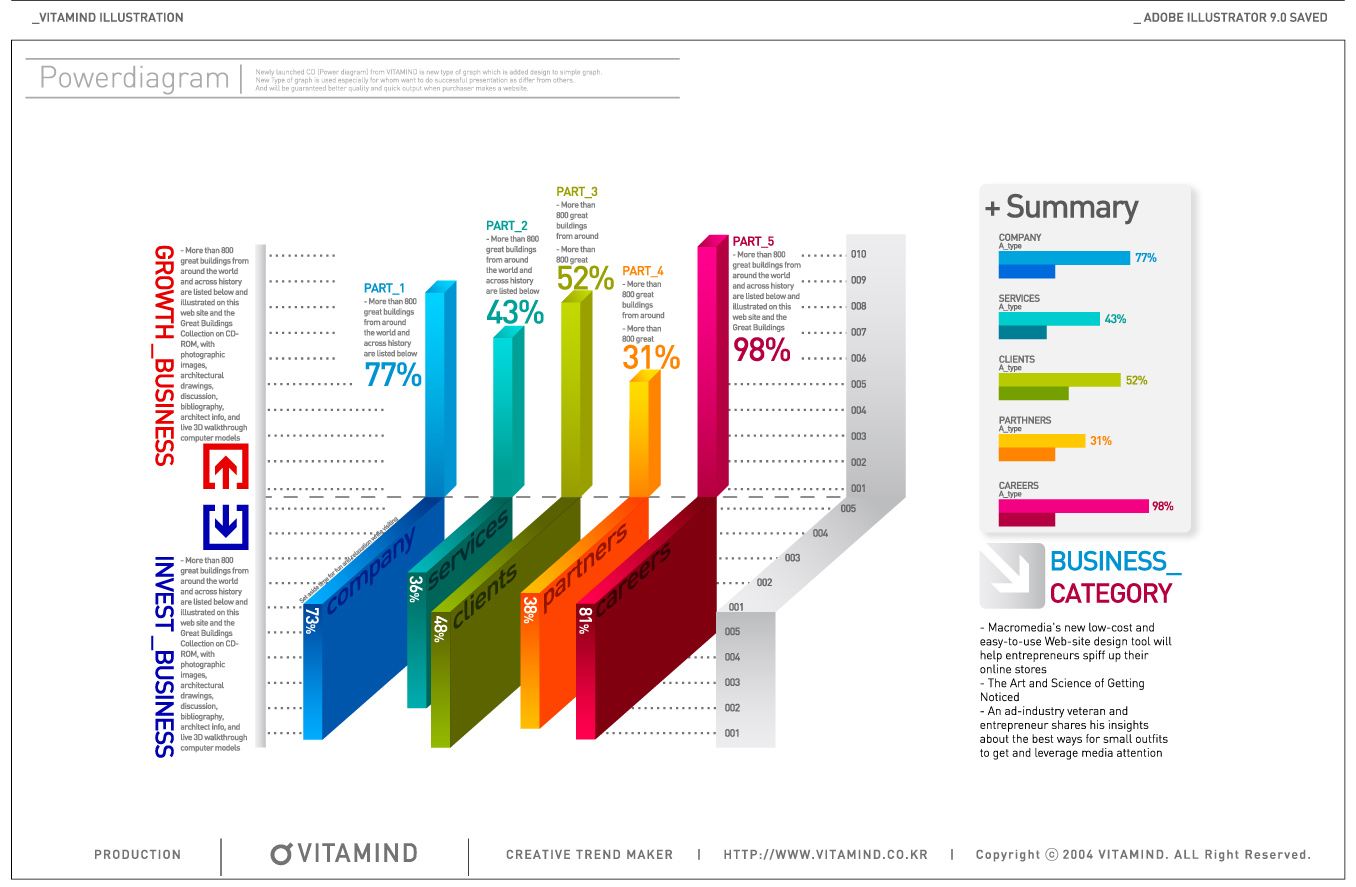 _VITAMIND ILLUSTRATION
_ ADOBE ILLUSTRATOR 9.0 SAVED
Powerdiagram
Newly launched CD (Power diagram) from VITAMIND is new type of graph which is added design to simple graph.
New Type of graph is used especially for whom want to do successful presentation as differ from others.
And will be guaranteed better quality and quick output when purchaser makes a website.
GROWTH _BUSINESS
- More than 800
great buildings from
around the world
and across history
are listed below and
illustrated on this
web site and the
Great Buildings
Collection on CD-
ROM, with
photographic
images,
architectural
drawings,
discussion,
bibliography,
architect info, and
live 3D walkthrough
computer models
INVEST _BUSINESS
- More than 800
great buildings from
around the world
and across history
are listed below and
illustrated on this
web site and the
Great Buildings
Collection on CD-
ROM, with
photographic
images,
architectural
drawings,
discussion,
bibliography,
architect info, and
live 3D walkthrough
computer models
PART_1
- More than 800
great buildings
from around
the world and
across history
are listed below
77%
PART_2
- More than 800
great buildings
from around
the world and
across history
are listed below
43%
PART_3
- More than
800 great
buildings
from around
- More than
800 great
52%
PART_4
- More than
800 great
buildings
from around
- More than
800 great
31%
PART_5
- More than 800
great buildings from
around the world
and across history
are listed below and
illustrated on this
web site and the
Great Buildings
98%
010
009
008
007
006
005
004
003
002
001
005
004
003
002
001
005
004
003
002
001
Set aside time for fun and relaxation while visiting
company
services
clients
partners
careers
73%
36%
48%
38%
81%
+ Summary
COMPANY
A_type
77%
SERVICES
A_type
43%
CLIENTS
A_type
52%
PARTHNERS
A_type
31%
CAREERS
A_type
98%
BUSINESS_
CATEGORY
- Macromedia's new low-cost and
easy-to-use Web-site design tool will
help entrepreneurs spiff up their
online stores
- The Art and Science of Getting
Noticed
- An ad-industry veteran and
entrepreneur shares his insights
about the best ways for small outfits
to get and leverage media attention
PRODUCTION
VITAMIND
CREATIVE TREND MAKER | HTTP://WWW.VITAMIND.CO.KR | Copyright ⓒ 2004 VITAMIND. ALL Right Reserved.